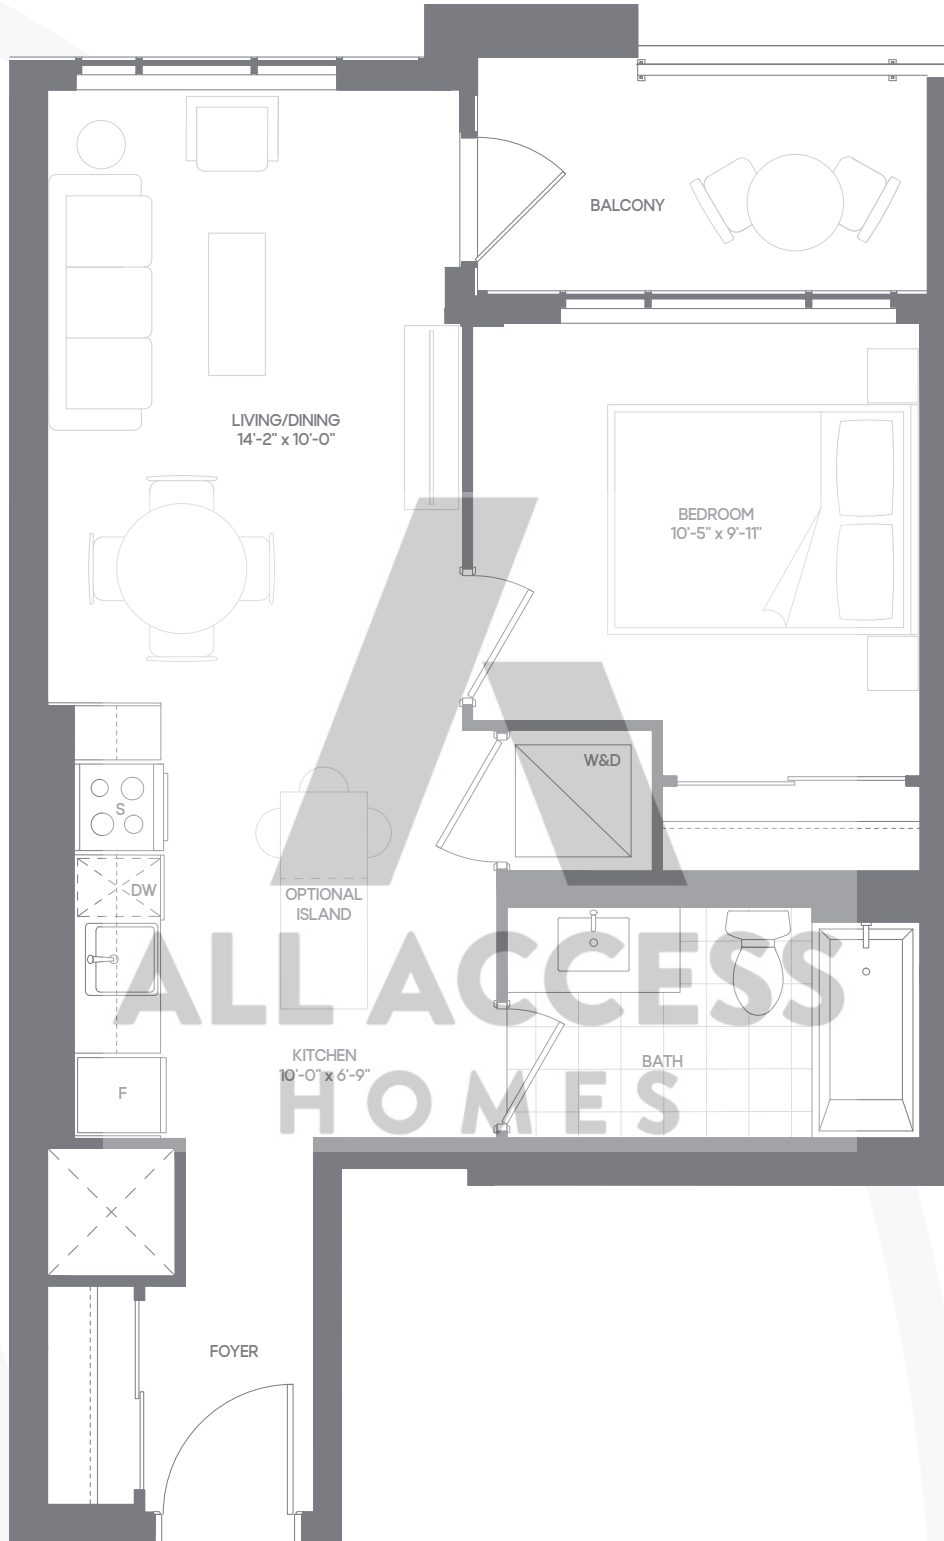 BALCONY
LIVING/DINING
14'-2" x 10'-0"
BEDROOM
10'-5" x 9'-11"
W&D
S
DW
OPTIONAL
ISLAND
ALL ACCESS
HOMES
KITCHEN
10'-0" x 6'-9"
BATH
F
FOYER